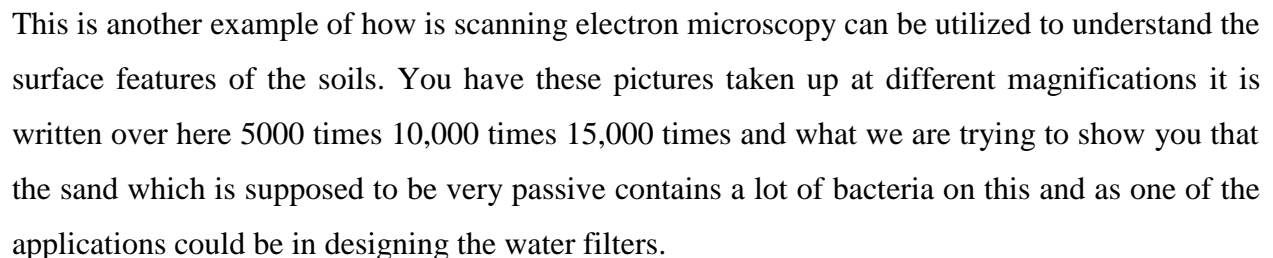 This is another example of how is scanning electron microscopy can be utilized to understand the
surface features of the soils. You have these pictures taken up at different magnifications it is
written over here 5000 times 10,000 times 15,000 times and what we are trying to show you that
the sand which is supposed to be very passive contains a lot of bacteria on this and as one of the
applications could be in designing the water filters.